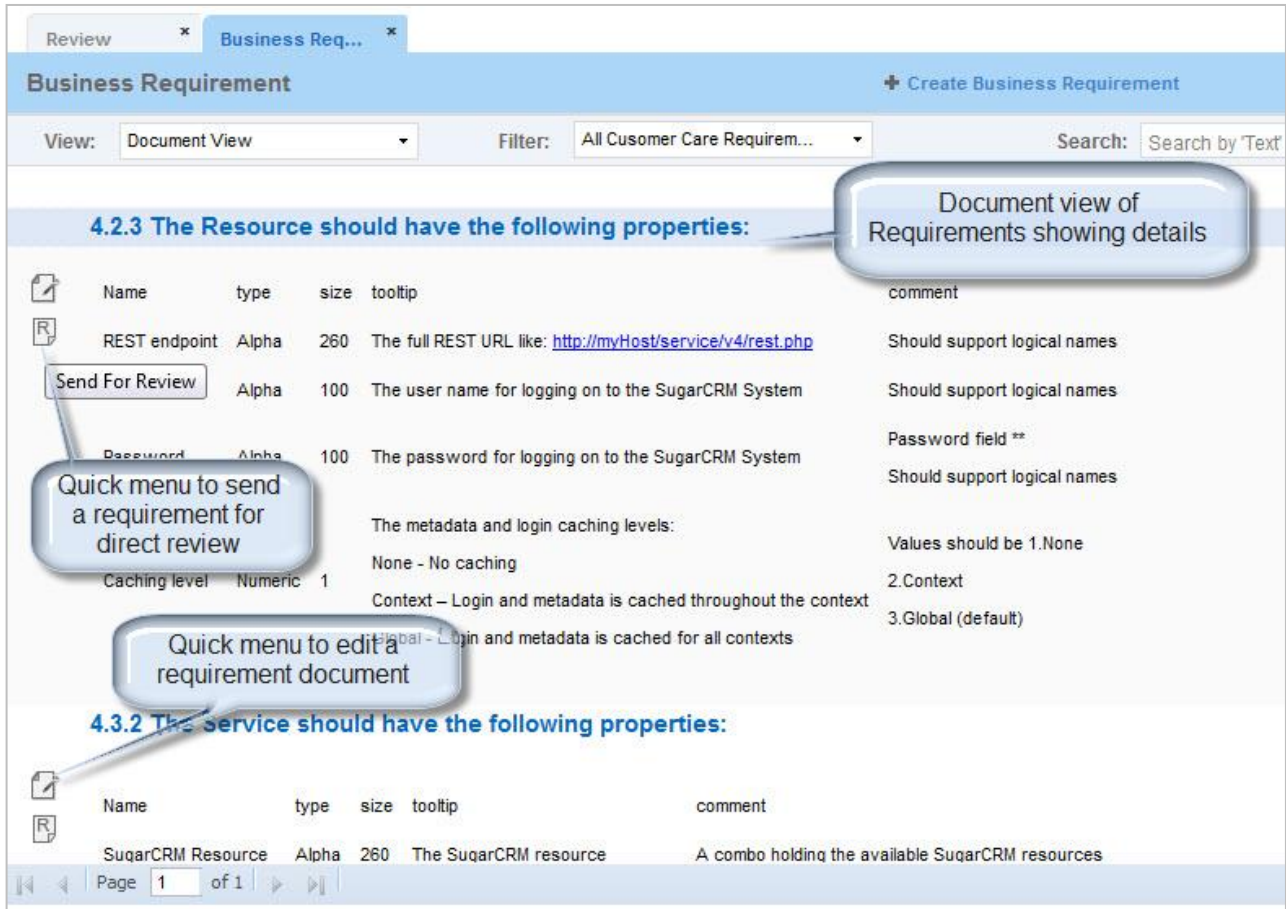 Review × Business Req... ×
Business Requirement + Create Business Requirement
View: Document View Filter: All Cusomer Care Requirem... Search: Search by 'Text'
Document view of
Requirements showing details
4.2.3 The Resource should have the following properties:
Name type size tooltip comment
REST endpoint Alpha 260 The full REST URL like: http://myHost/service/v4/rest.php Should support logical names
Send For Review Alpha 100 The user name for logging on to the SugarCRM System Should support logical names
Password Alpha 100 The password for logging on to the SugarCRM System Password field **
Should support logical names
Quick menu to send
a requirement for
direct review
Caching level Numeric 1 The metadata and login caching levels:
None - No caching
Context – Login and metadata is cached throughout the context
Global - Login and metadata is cached for all contexts
Values should be 1.None
2.Context
3.Global (default)
Quick menu to edit a
requirement document
4.3.2 The Service should have the following properties:
Name type size tooltip comment
SugarCRM Resource Alpha 260 The SugarCRM resource A combo holding the available SugarCRM resources
Page 1 of 1